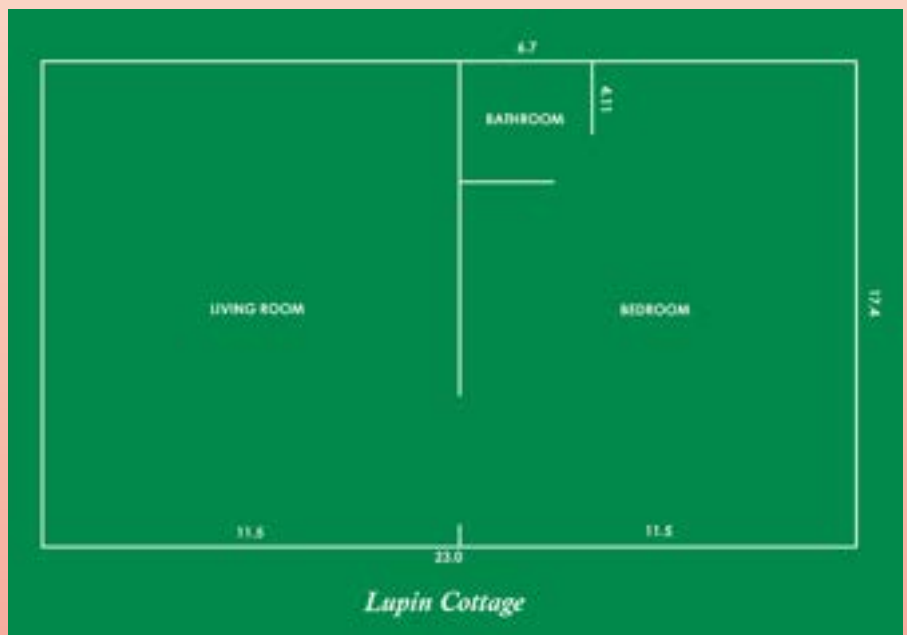 6.7
4.11
BATHROOM
LIVING ROOM
BEDROOM
17.4
11.5
11.5
23.0
Lupin Cottage